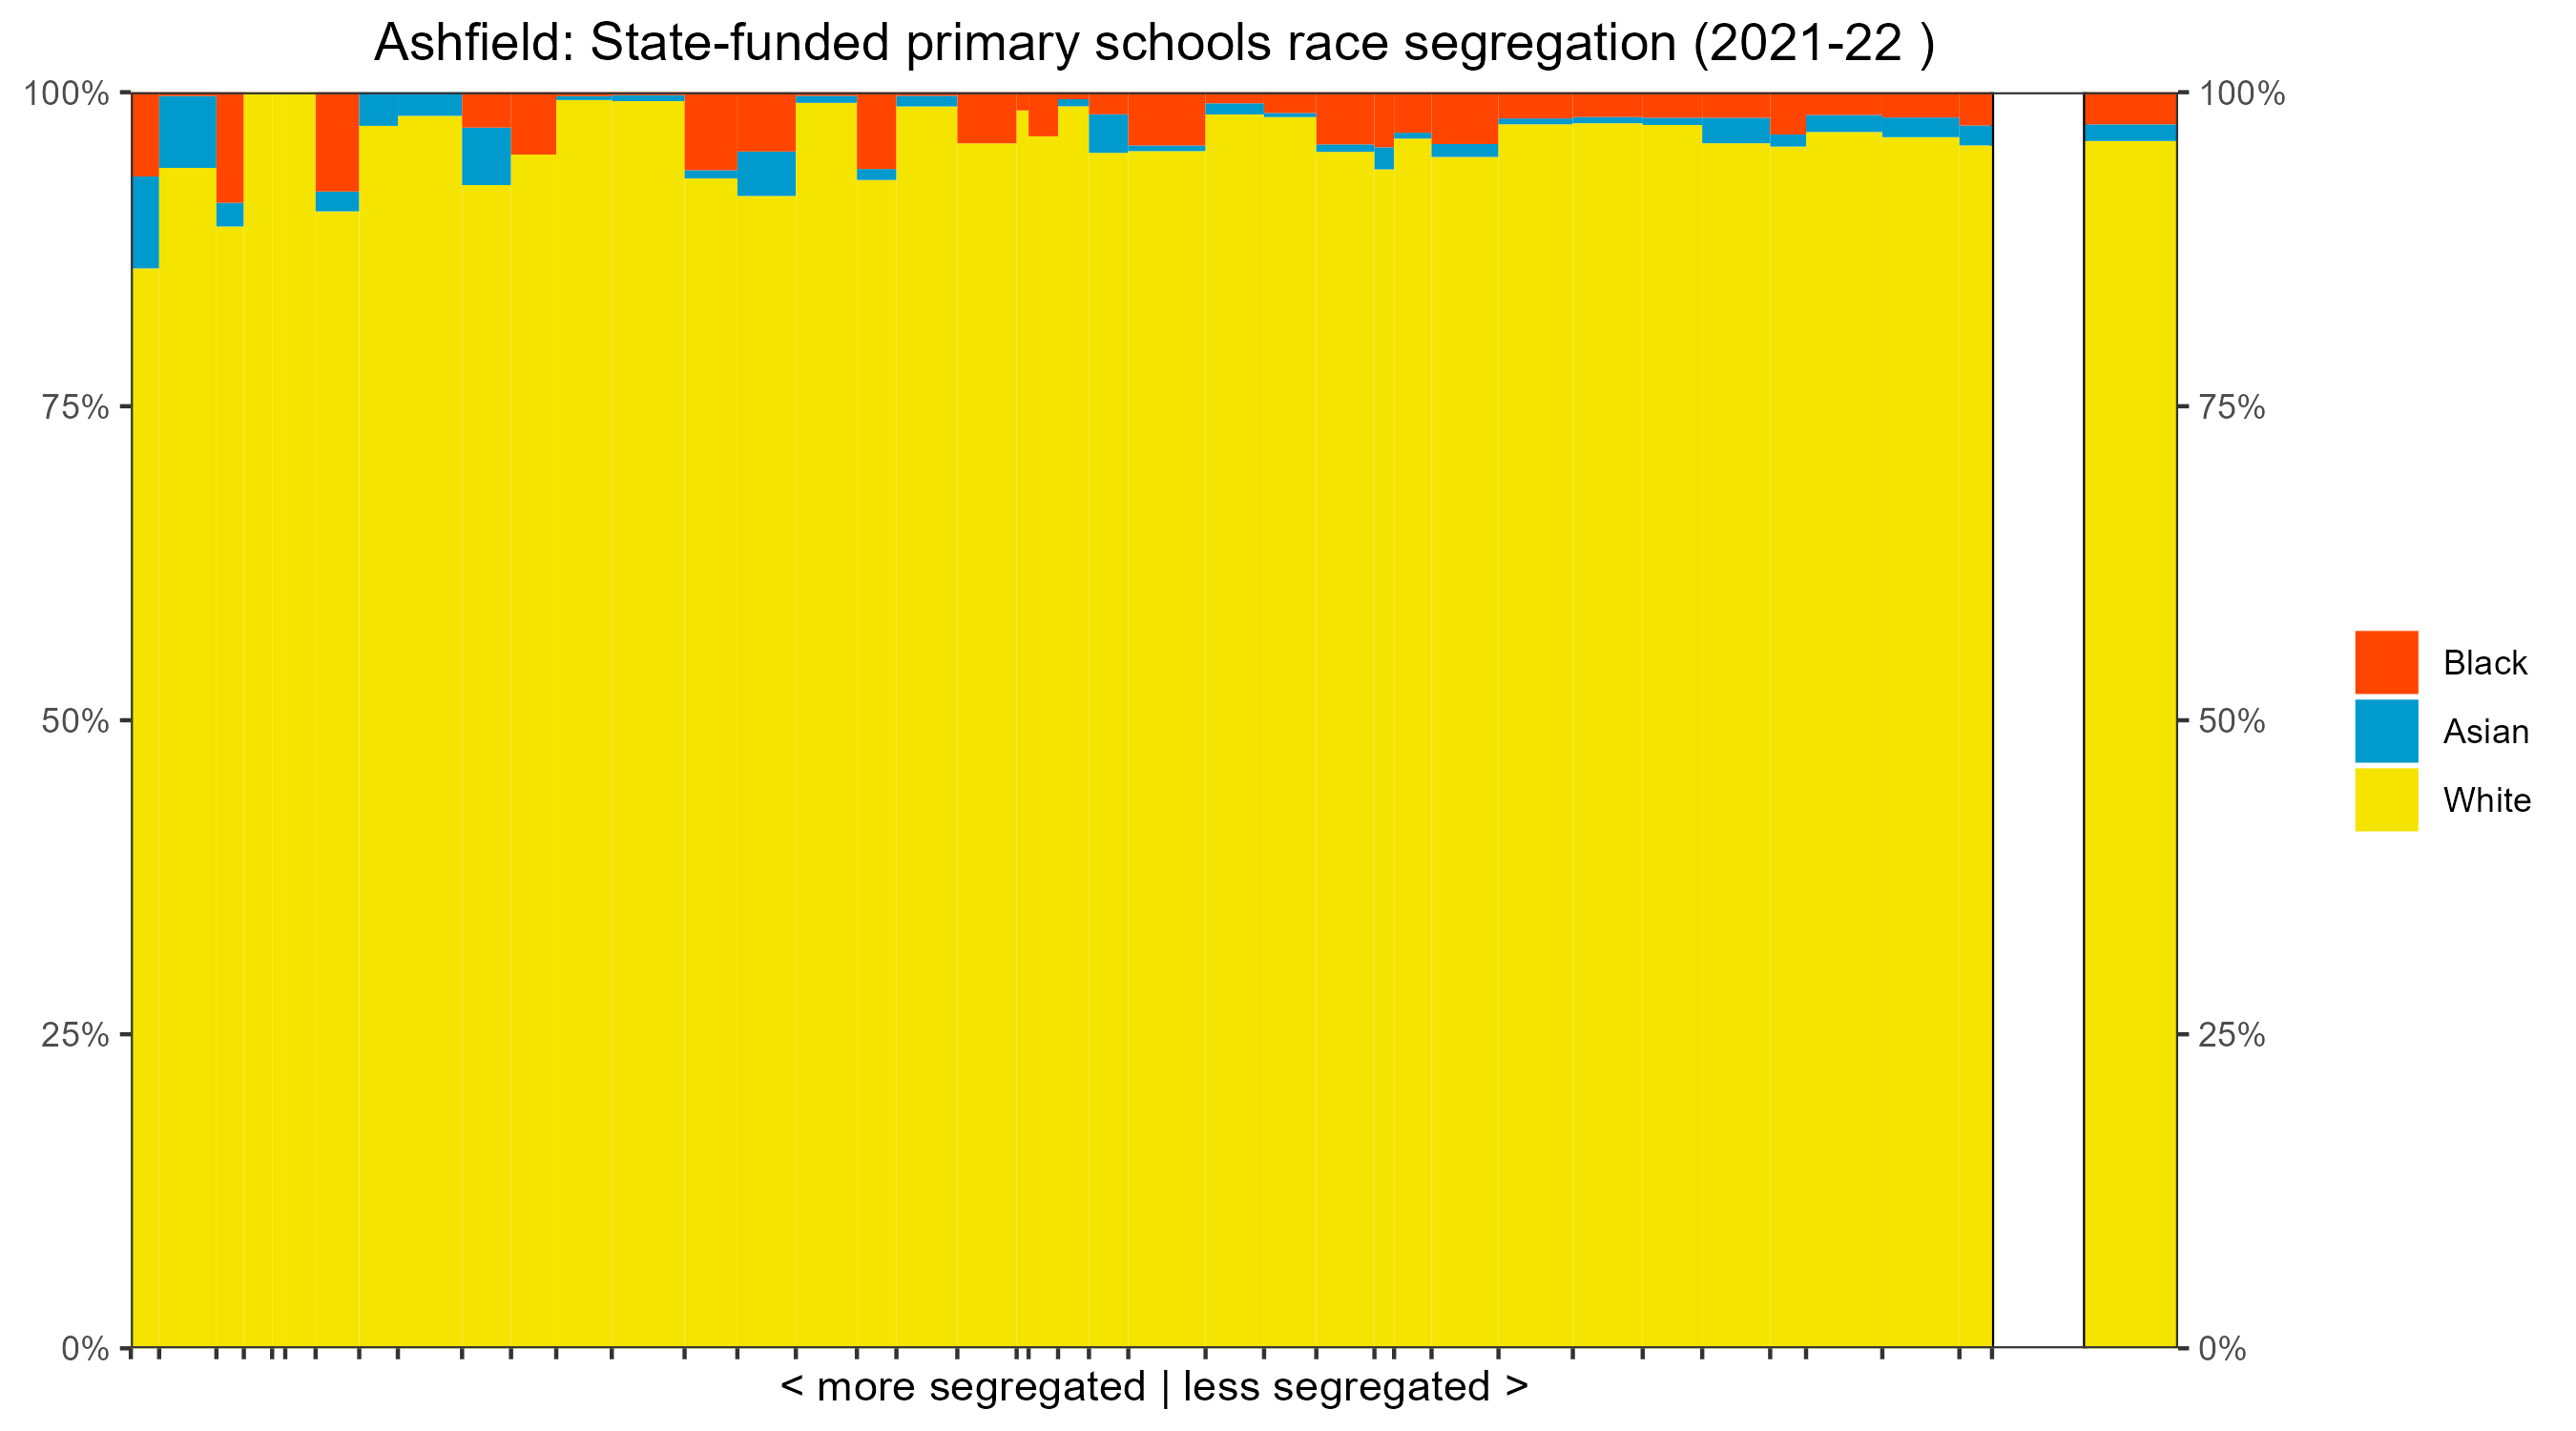 Ashfield: State-funded primary schools race segregation (2021-22 )
100%
75%
50%
25%
0%
100%
75%
50%
25%
0%
Black
Asian
White
< more segregated | less segregated >